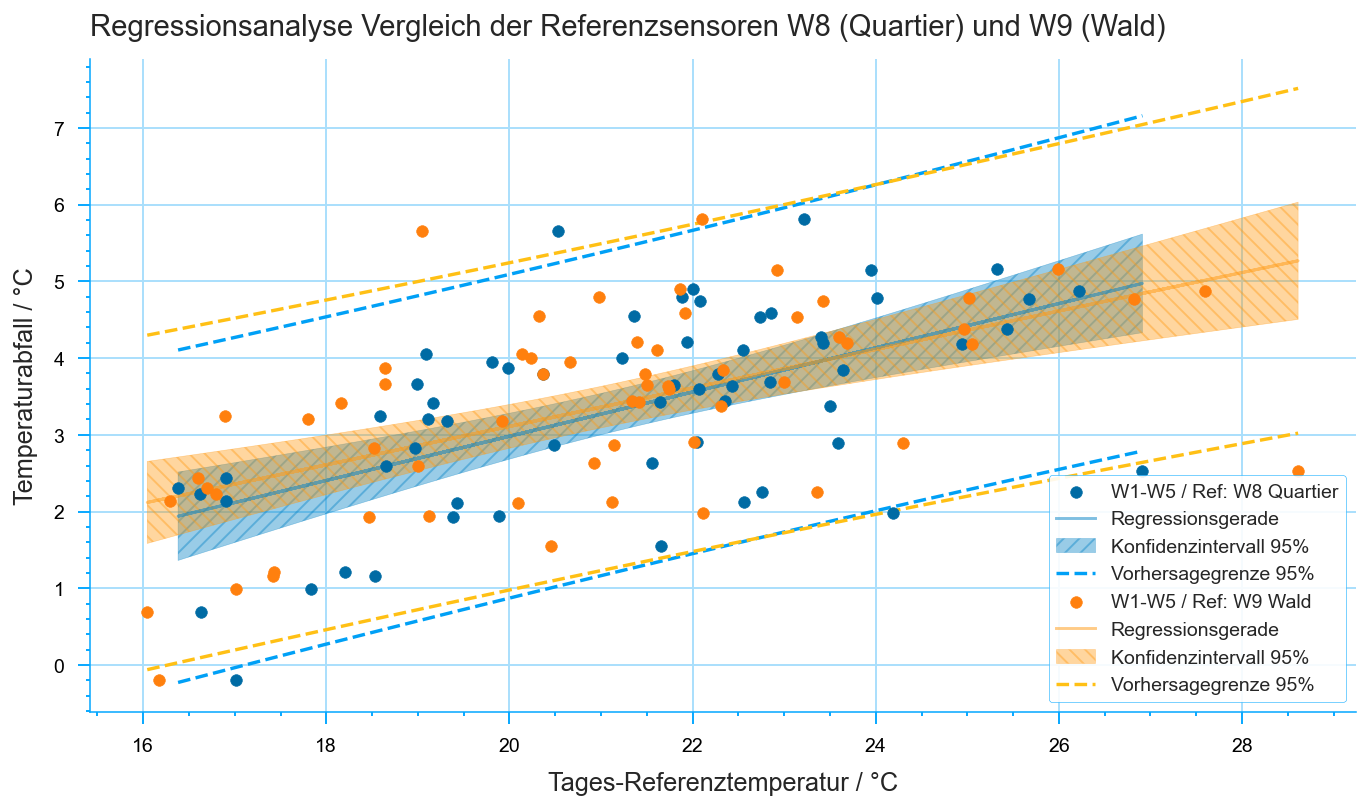 Regressionsanalyse Vergleich der Referenzsensoren W8 (Quartier) und W9 (Wald)
Temperaturabfall / °C
7
6
5
4
3
2
1
0
W1-W5 / Ref: W8 Quartier
Regressionsgerade
Konfidenzintervall 95%
Vorhersagegrenze 95%
W1-W5 / Ref: W9 Wald
Regressionsgerade
Konfidenzintervall 95%
Vorhersagegrenze 95%
16 18 20 22 24 26 28
Tages-Referenztemperatur / °C